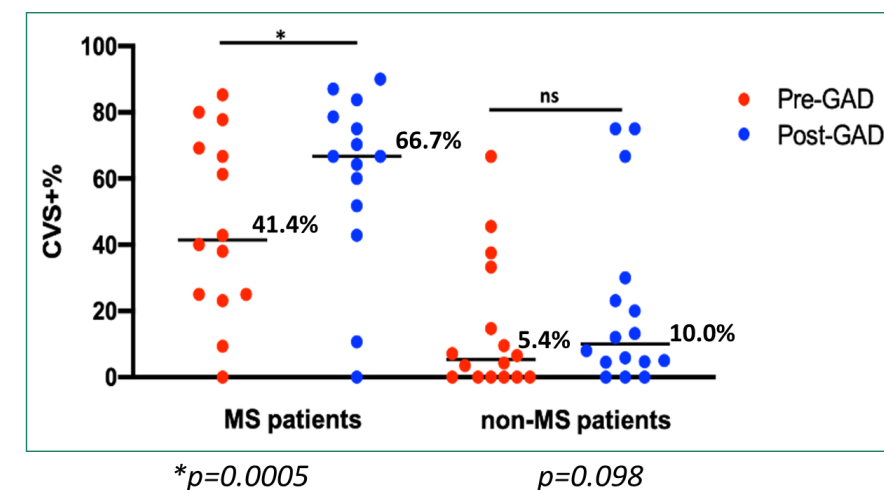 100
80
60
40
20
0
CVS+%
*
ns
41.4%
66.7%
5.4%
10.0%
Pre-GAD
Post-GAD
MS patients
non-MS patients
*p=0.0005
p=0.098